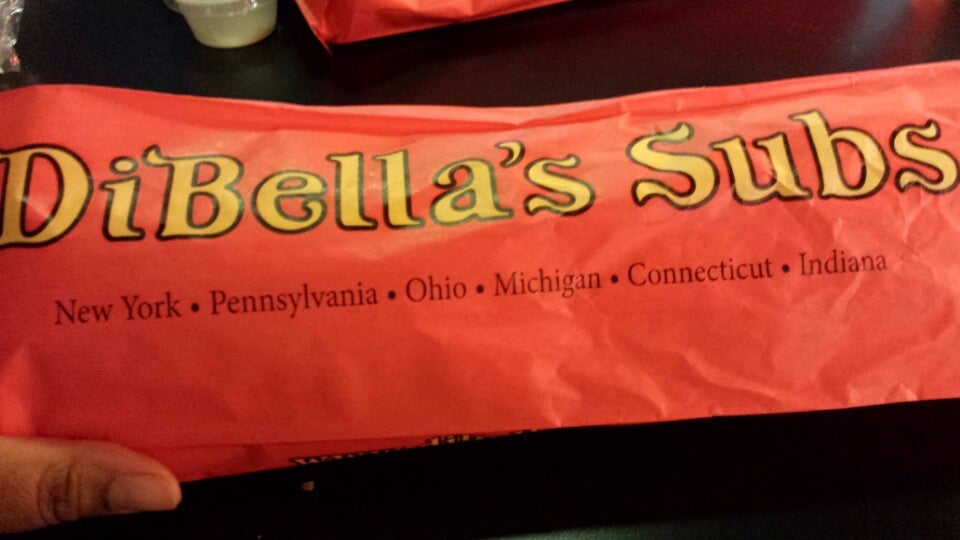 DiBella's Subs
New York • Pennsylvania • Ohio • Michigan • Connecticut • Indiana